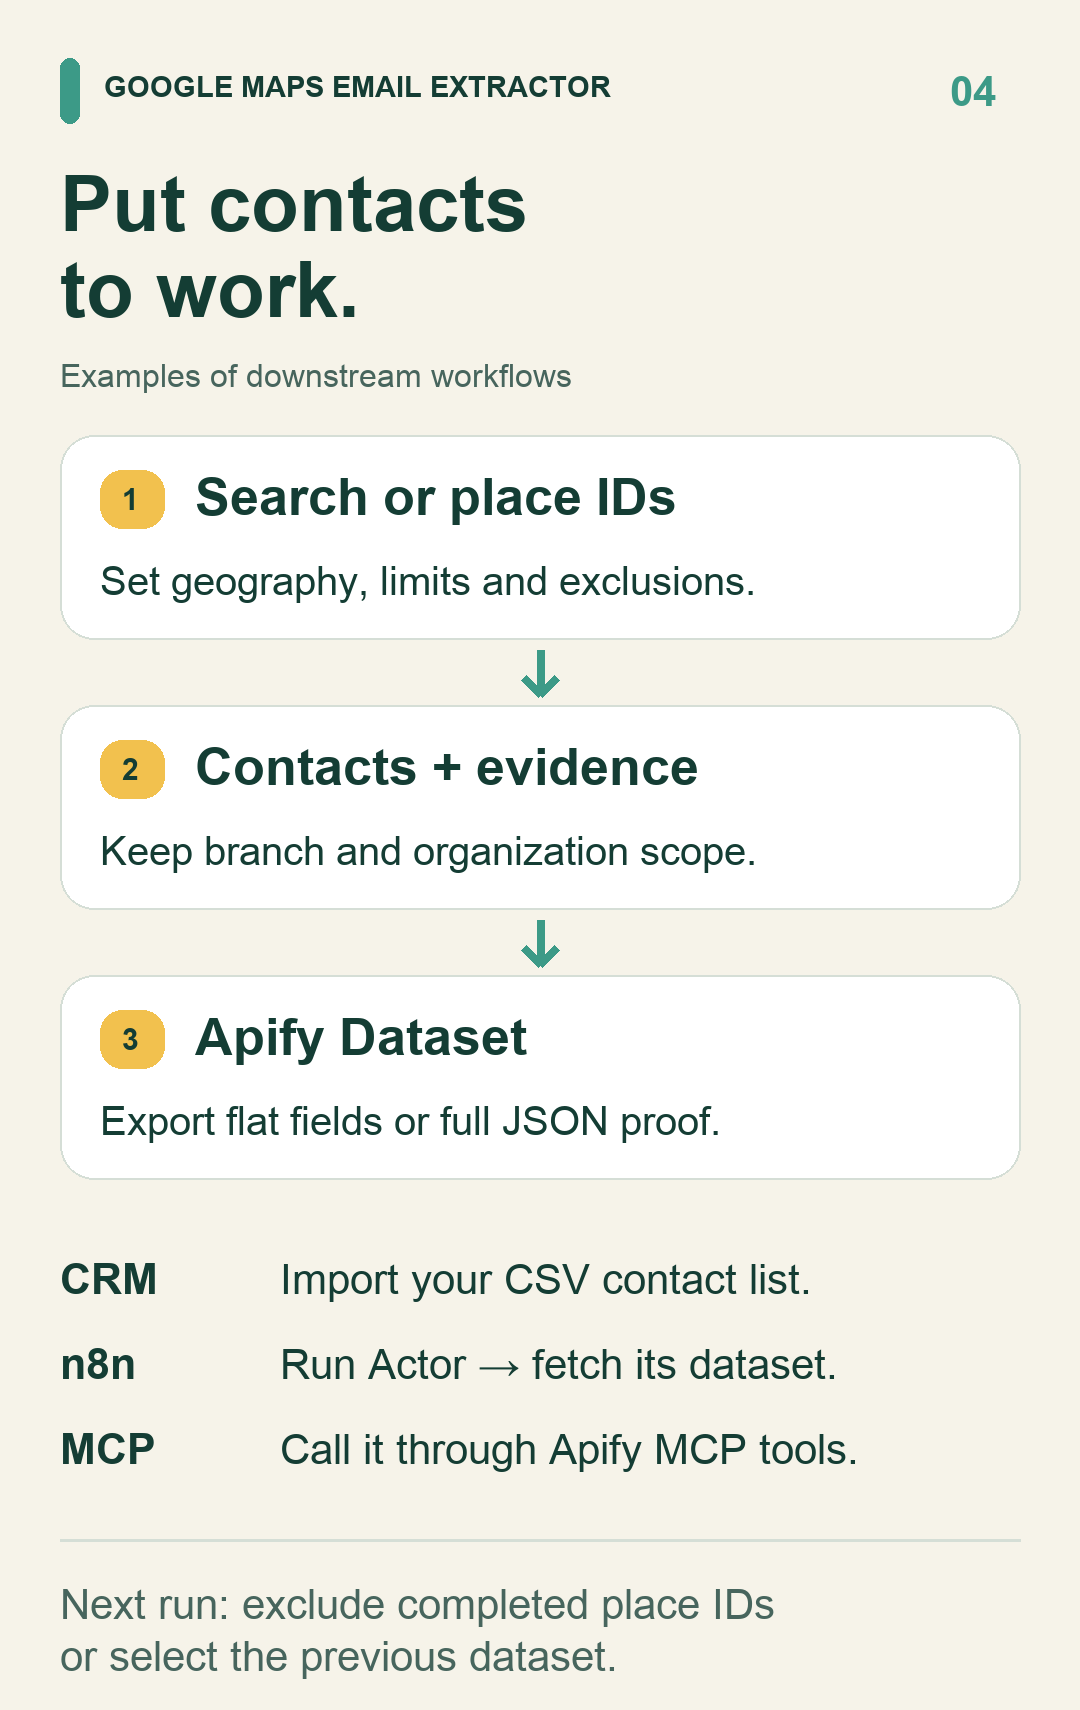 GOOGLE MAPS EMAIL EXTRACTOR
04
Put contacts
to work.
Examples of downstream workflows
1 Search or place IDs
Set geography, limits and exclusions.
2 Contacts + evidence
Keep branch and organization scope.
3 Apify Dataset
Export flat fields or full JSON proof.
CRM Import your CSV contact list.
n8n Run Actor → fetch its dataset.
MCP Call it through Apify MCP tools.
Next run: exclude completed place IDs
or select the previous dataset.